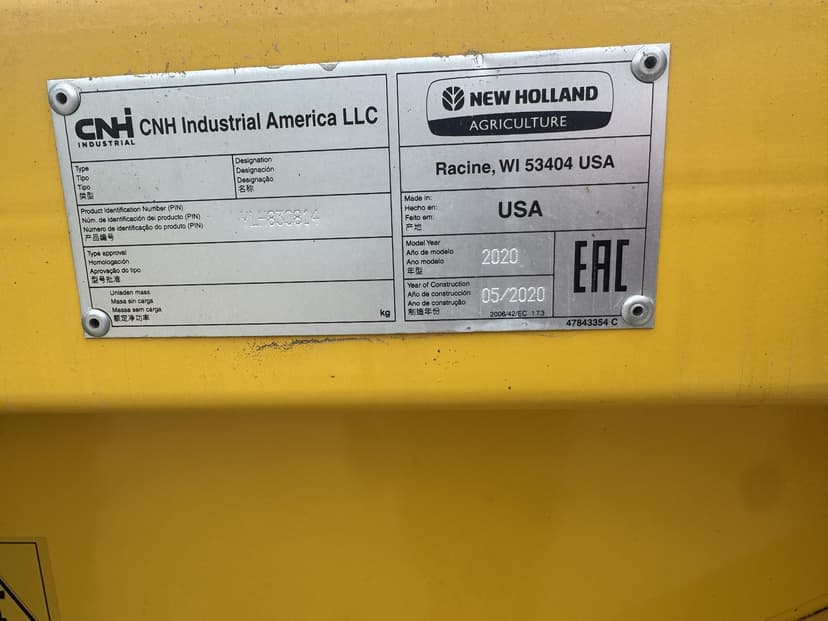 CNH
INDUSTRIAL
CNH Industrial America LLC
Type
Tipo
Tipo
类型
Designation
Designación
Designação
名称
Product Identification Number (PIN)
Núm. de identificación del producto (PIN)
Número de identificação do produto (PIN)
产品编号
Type approval
Homologación
Aprovação do tipo
型号批准
Unladen mass
Masa sin carga
Massa sem carga
额定净功率
kg
NEW HOLLAND
AGRICULTURE
Racine, WI 53404 USA
Made in:
Hecho en:
Feito em:
产地
USA
Model Year
Año de modelo
Ano modelo
年型
2020
Year of Construction
Año de construcción
Ano de construção
制造年份
05/2020
2006/42/EC 1.7.3
EAC
47843354 C